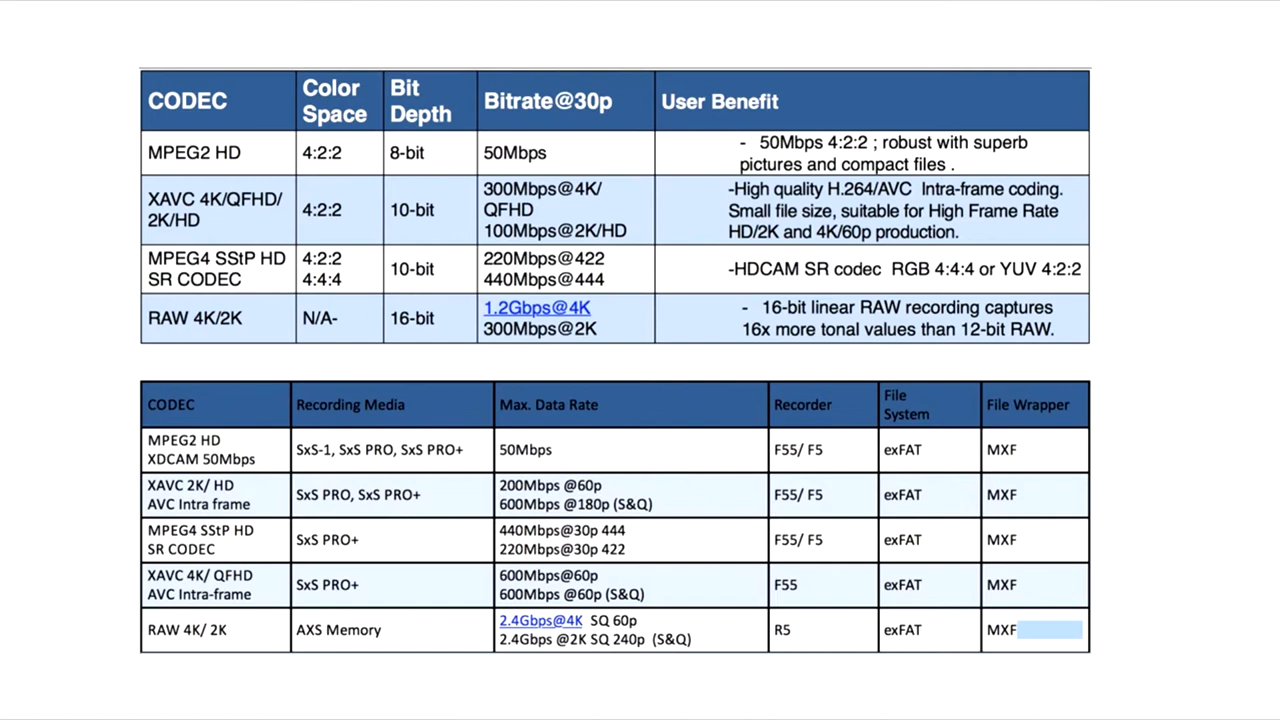 CODEC Color Space Bit Depth Bitrate@30p User Benefit
MPEG2 HD 4:2:2 8-bit 50Mbps - 50Mbps 4:2:2 ; robust with superb
pictures and compact files .
XAVC 4K/QFHD/
2K/HD 4:2:2 10-bit 300Mbps@4K/
QFHD
100Mbps@2K/HD -High quality H.264/AVC Intra-frame coding.
Small file size, suitable for High Frame Rate
HD/2K and 4K/60p production.
MPEG4 SStP HD
SR CODEC 4:2:2
4:4:4 10-bit 220Mbps@422
440Mbps@444 -HDCAM SR codec RGB 4:4:4 or YUV 4:2:2
RAW 4K/2K N/A- 16-bit 1.2Gbps@4K
300Mbps@2K - 16-bit linear RAW recording captures
16x more tonal values than 12-bit RAW.
CODEC Recording Media Max. Data Rate Recorder File System File Wrapper
MPEG2 HD
XDCAM 50Mbps SxS-1, SxS PRO, SxS PRO+ 50Mbps F55/ F5 exFAT MXF
XAVC 2K/ HD
AVC Intra frame SxS PRO, SxS PRO+ 200Mbps @60p
600Mbps @180p (S&Q) F55/ F5 exFAT MXF
MPEG4 SStP HD
SR CODEC SxS PRO+ 440Mbps@30p 444
220Mbps@30p 422 F55/ F5 exFAT MXF
XAVC 4K/ QFHD
AVC Intra-frame SxS PRO+ 600Mbps@60p
600Mbps @60p (S&Q) F55 exFAT MXF
RAW 4K/ 2K AXS Memory 2.4Gbps@4K SQ 60p
2.4Gbps @2K SQ 240p (S&Q) R5 exFAT MXF